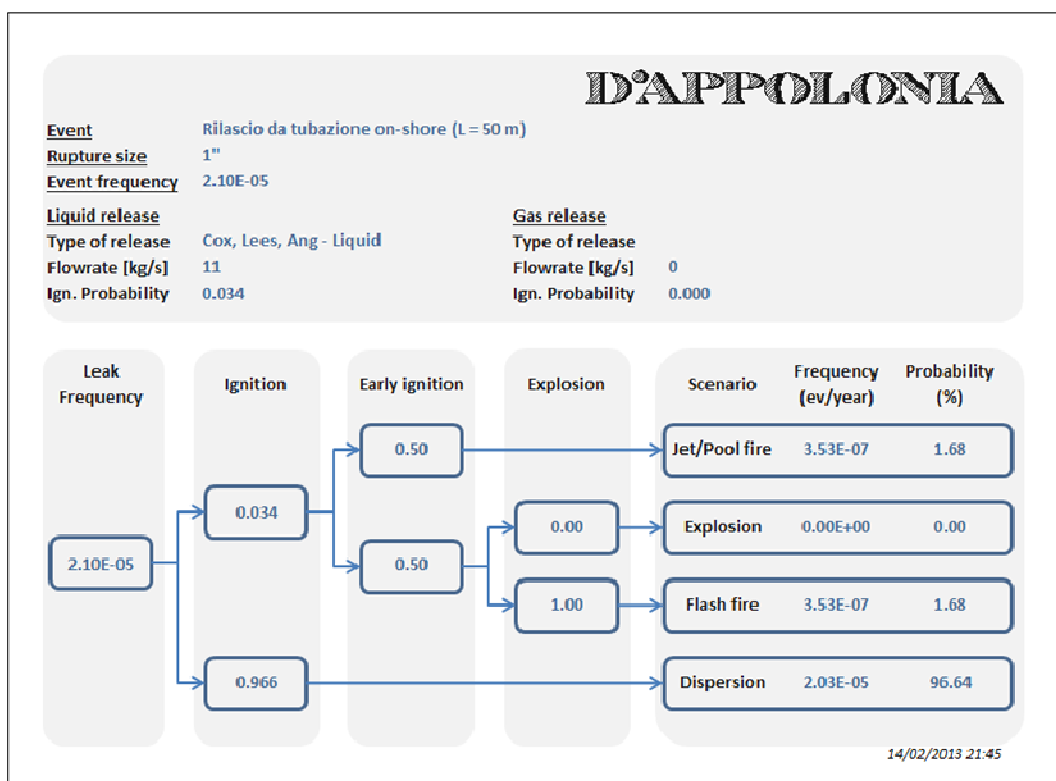 D'APPOLONIA
Event Rilascio da tubazione on-shore (L = 50 m)
Rupture size 1"
Event frequency 2.10E-05
Liquid release Gas release
Type of release Cox, Lees, Ang - Liquid Type of release
Flowrate [kg/s] 11 Flowrate [kg/s] 0
Ign. Probability 0.034 Ign. Probability 0.000
Leak Frequency Ignition Early ignition Explosion Scenario Frequency (ev/year) Probability (%)
0.50 Jet/Pool fire 3.53E-07 1.68
0.034
0.00 Explosion 0.00E+00 0.00
2.10E-05 0.50
1.00 Flash fire 3.53E-07 1.68
0.966 Dispersion 2.03E-05 96.64
14/02/2013 21:45